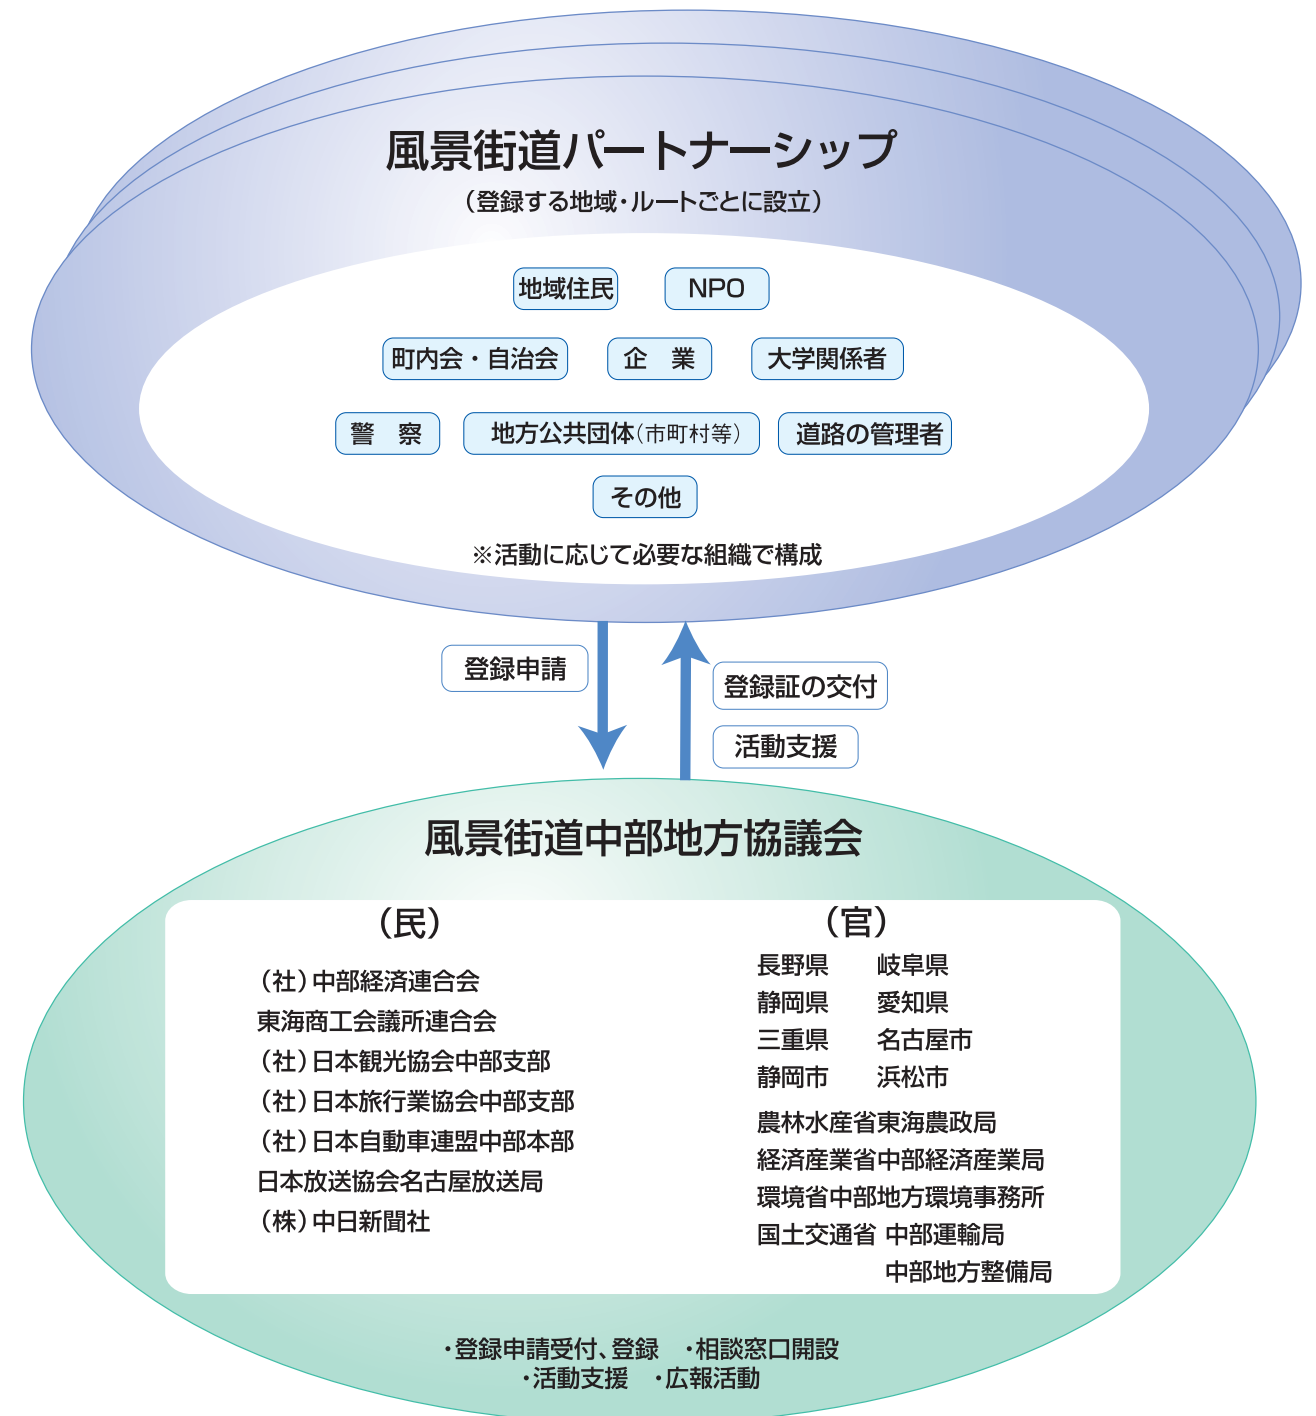 風景街道パートナーシップ
（登録する地域・ルートごとに設立）
地域住民 NPO
町内会・自治会 企　業 大学関係者
警　察 地方公共団体（市町村等） 道路の管理者
その他
※活動に応じて必要な組織で構成
登録申請
登録証の交付
活動支援
風景街道中部地方協議会
（民）
（社）中部経済連合会
東海商工会議所連合会
（社）日本観光協会中部支部
（社）日本旅行業協会中部支部
（社）日本自動車連盟中部本部
日本放送協会名古屋放送局
（株）中日新聞社
（官）
長野県　　岐阜県
静岡県　　愛知県
三重県　　名古屋市
静岡市　　浜松市
農林水産省東海農政局
経済産業省中部経済産業局
環境省中部地方環境事務所
国土交通省 中部運輸局
中部地方整備局
・登録申請受付、登録　・相談窓口開設
・活動支援　・広報活動